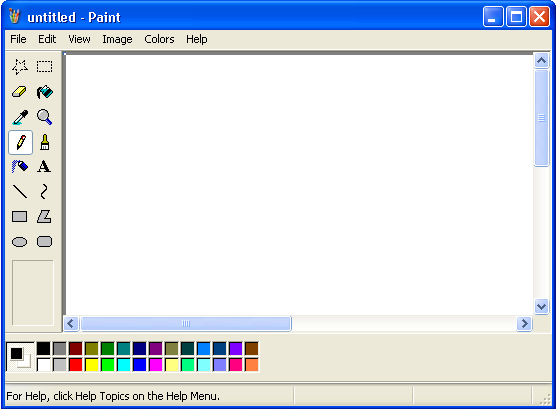 untitled - Paint
File Edit View Image Colors Help
A
For Help, click Help Topics on the Help Menu.